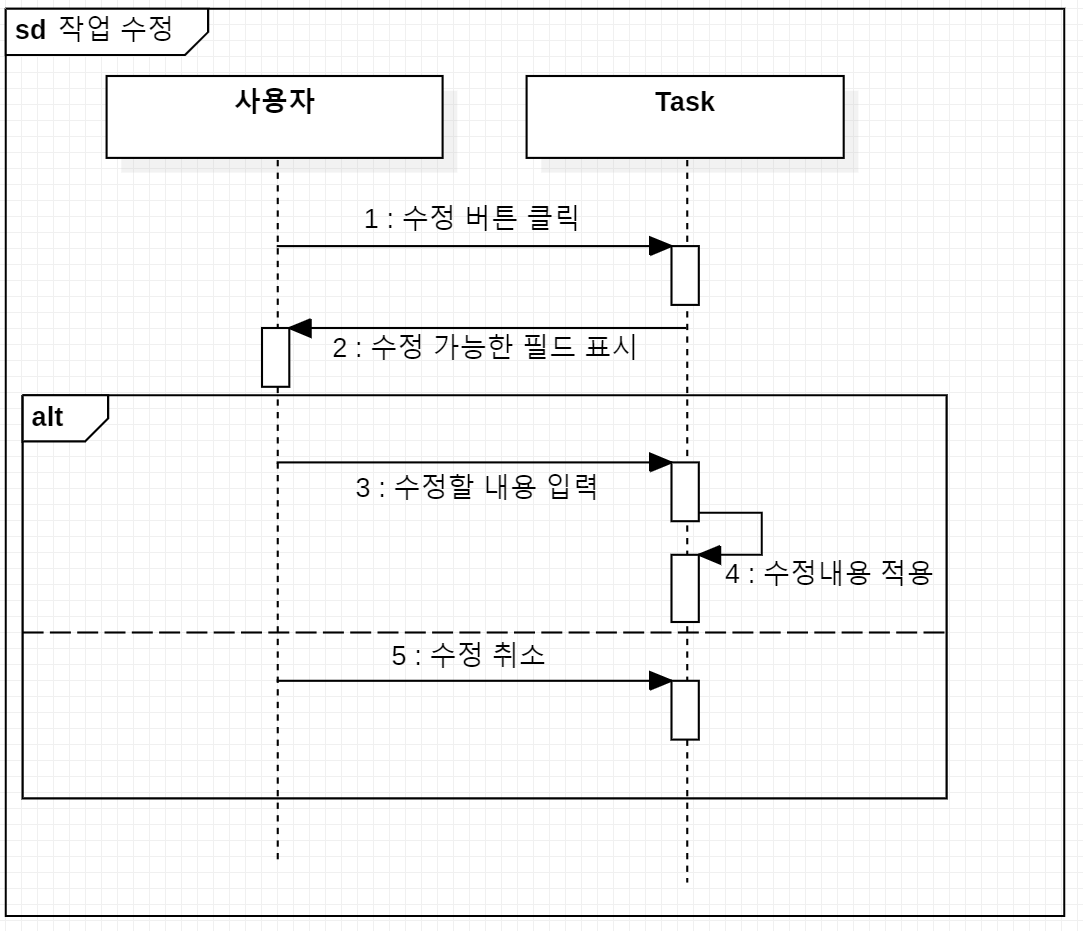 sd 작업 수정
사용자
Task
1 : 수정 버튼 클릭
2 : 수정 가능한 필드 표시
alt
3 : 수정할 내용 입력
4 : 수정내용 적용
5 : 수정 취소